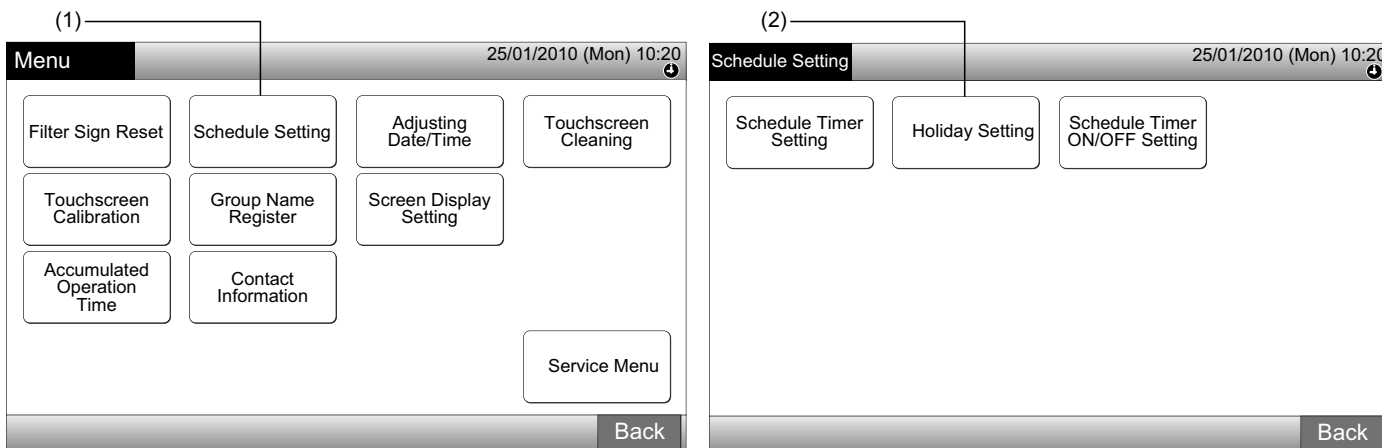 (1)
Menu
25/01/2010 (Mon) 10:20
Filter Sign Reset
Schedule Setting
Adjusting
Date/Time
Touchscreen
Cleaning
Touchscreen
Calibration
Group Name
Register
Screen Display
Setting
Accumulated
Operation
Time
Contact
Information
Service Menu
Back
(2)
Schedule Setting
25/01/2010 (Mon) 10:20
Schedule Timer
Setting
Holiday Setting
Schedule Timer
ON/OFF Setting
Back